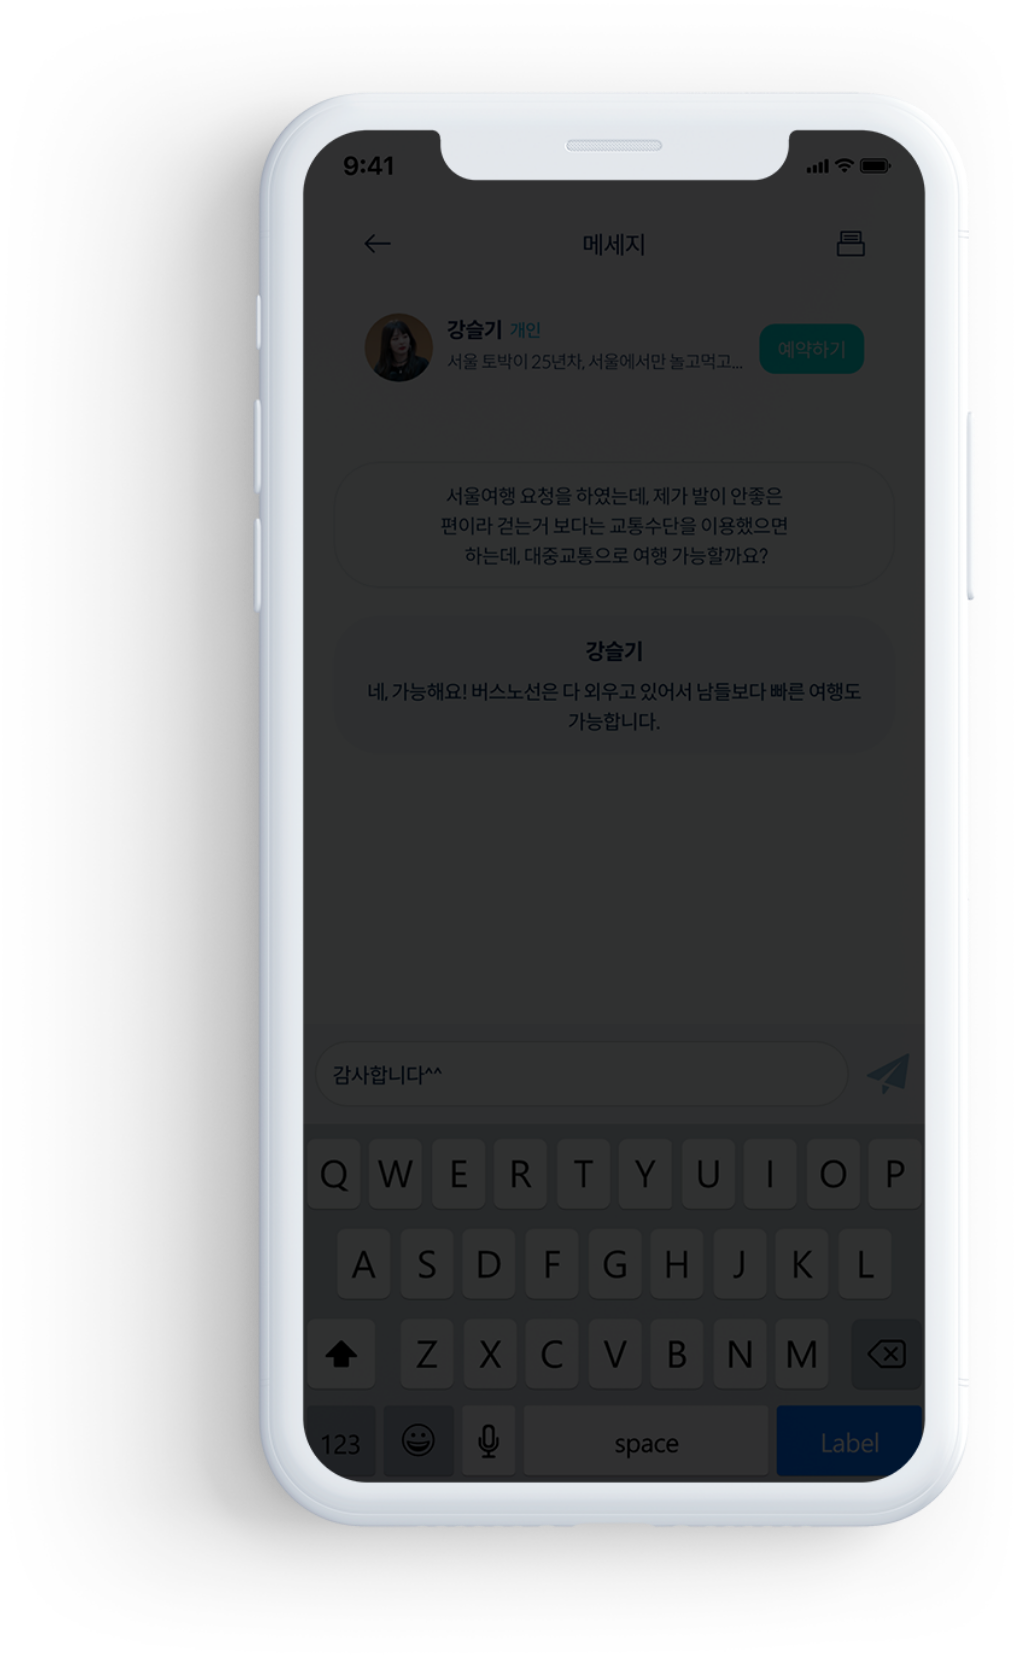 9:41
메세지
강슬기 개인
서울 토박이 25년차, 서울에서만 놀고먹고...
예약하기
서울여행 요청을 하였는데, 제가 발이 안좋은
편이라 걷는거 보다는 교통수단을 이용했으면
하는데, 대중교통으로 여행 가능할까요?
강슬기
네, 가능해요! 버스노선은 다 외우고 있어서 남들보다 빠른 여행도
가능합니다.
감사합니다^^
Q W E R T Y U I O P
A S D F G H J K L
Z X C V B N M
123 space Label